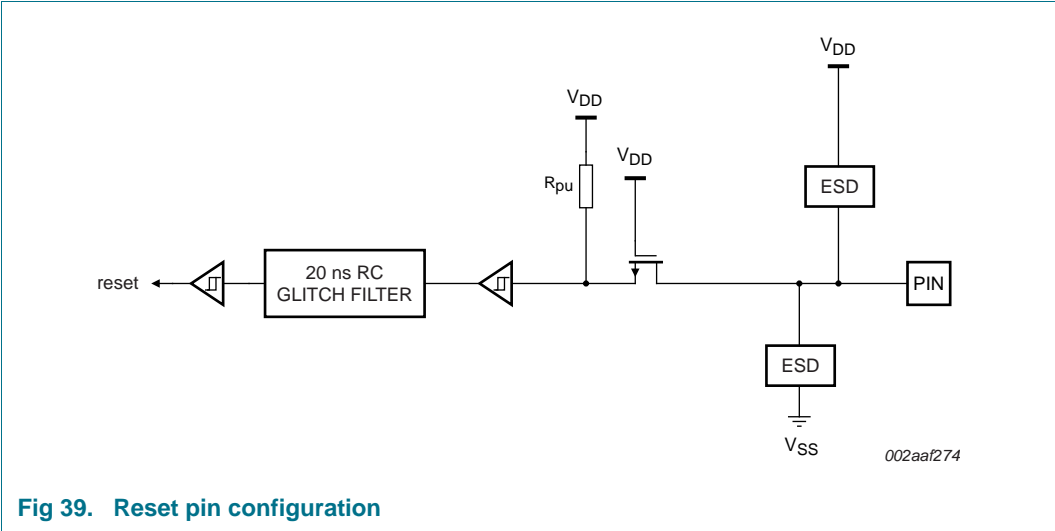 VDD
VDD
VDD
Rpu
ESD
reset
20 ns RC
GLITCH FILTER
PIN
ESD
VSS
002aaf274
Fig 39. Reset pin configuration